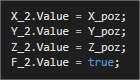 X_2.Value = X_poz;
Y_2.Value = Y_poz;
Z_2.Value = Z_poz;
F_2.Value = true;